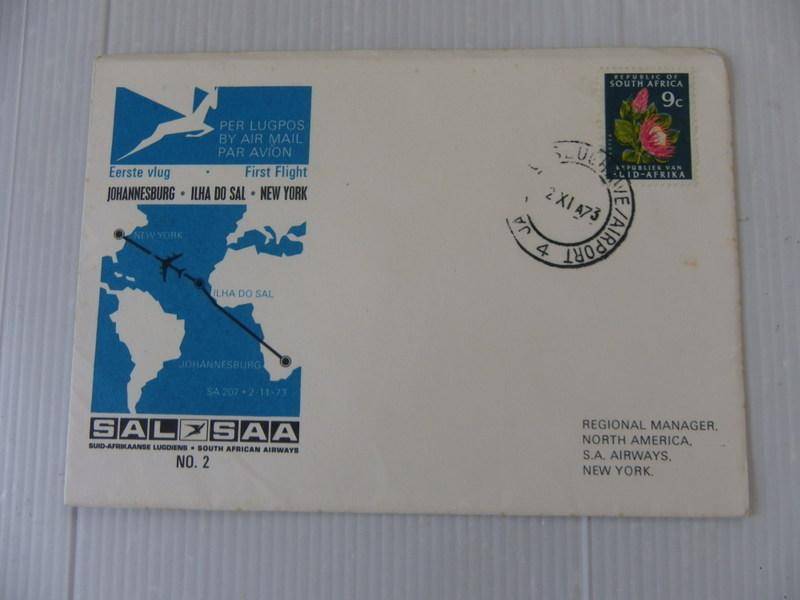 PER LUGPOS
BY AIR MAIL
PAR AVION
Eerste vlug · First Flight
JOHANNESBURG · ILHA DO SAL · NEW YORK
NEW YORK
ILHA DO SAL
JOHANNESBURG
SA 207 • 2-11-73
SAL SAA
SUID-AFRIKAANSE LUGDIENS • SOUTH AFRICAN AIRWAYS
NO. 2
REPUBLIC OF
SOUTH AFRICA
9c
REPUBLIEK VAN
SUID-AFRIKA
/AIRPORT
2 XI 73
4
REGIONAL MANAGER,
NORTH AMERICA,
S.A. AIRWAYS,
NEW YORK.